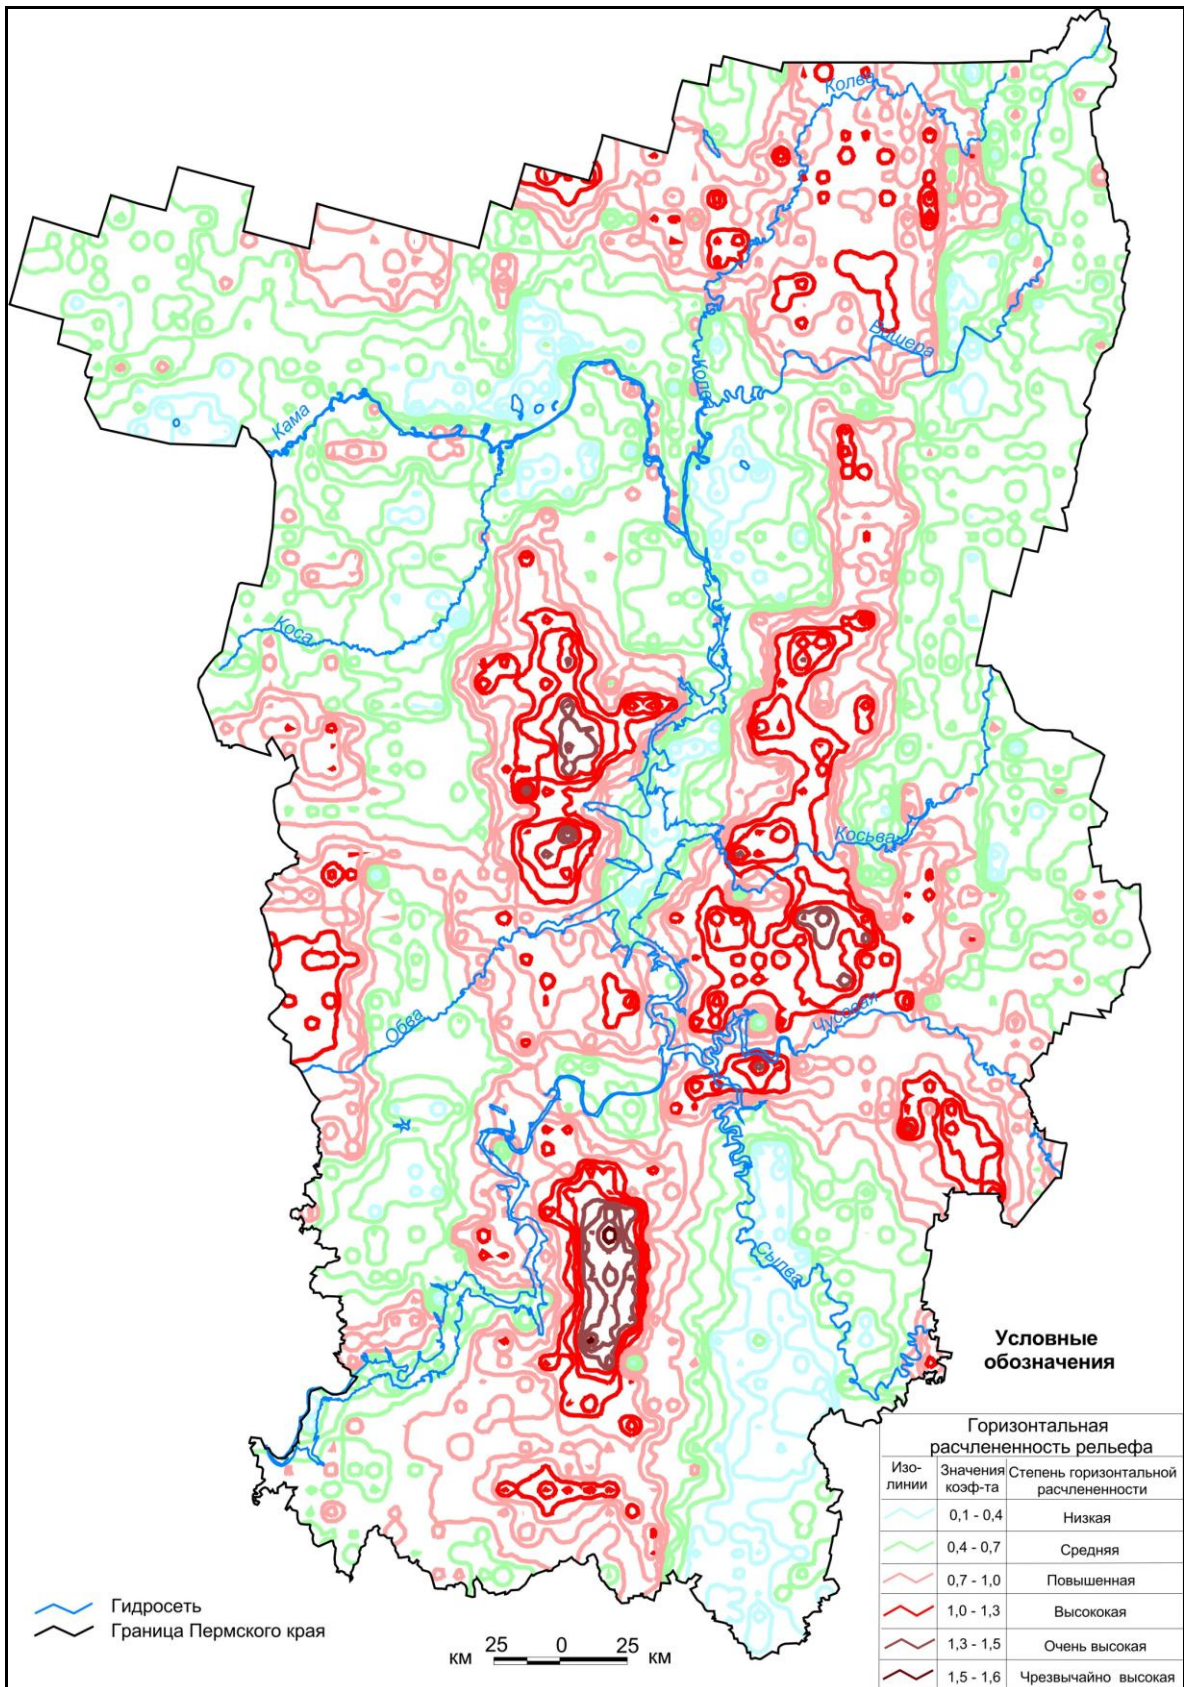 Колва
Вишера
Колва
Кама
Коса
Косьва
Обва
Чусовая
Сылва
Условные
обозначения
Горизонтальная
расчлененность рельефа
Изо-
линии
Значения
коэф-та
Степень горизонтальной
расчлененности
0,1 - 0,4 Низкая
0,4 - 0,7 Средняя
0,7 - 1,0 Повышенная
1,0 - 1,3 Высококая
1,3 - 1,5 Очень высокая
1,5 - 1,6 Чрезвычайно высокая
Гидросеть
Граница Пермского края
км 25 0 25 км